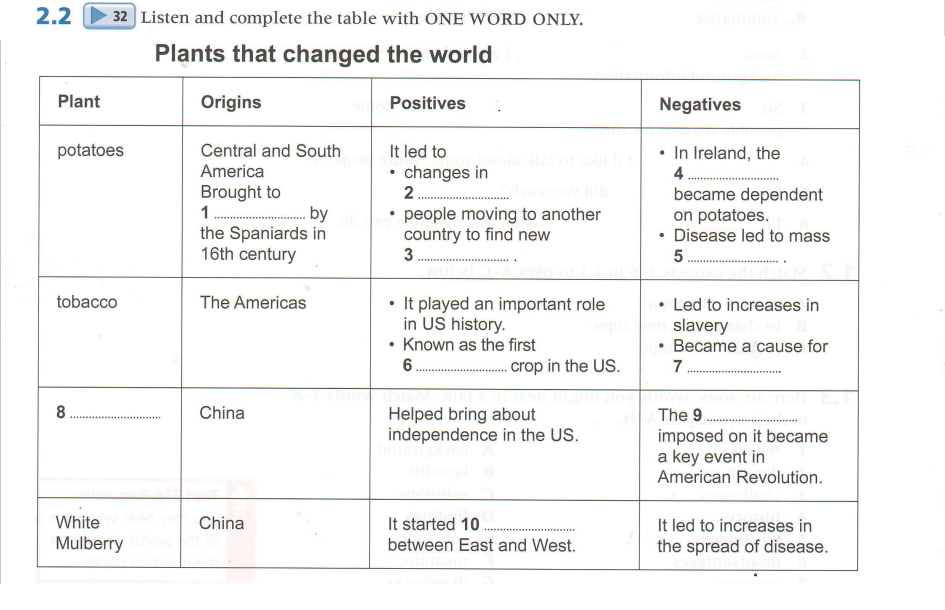 2.2 ▶ 32 Listen and complete the table with ONE WORD ONLY.
Plants that changed the world
Plant Origins Positives Negatives
potatoes
Central and South
America
Brought to
1 ............................ by
the Spaniards in
16th century
It led to
• changes in
2 ............................
• people moving to another
country to find new
3 ............................ .
• In Ireland, the
4 ............................
became dependent
on potatoes.
• Disease led to mass
5 ............................ .
tobacco
The Americas
• It played an important role
in US history.
• Known as the first
6 ............................ crop in the US.
• Led to increases in
slavery
• Became a cause for
7 ............................
8 ............................
China
Helped bring about
independence in the US.
The 9 ............................
imposed on it became
a key event in
American Revolution.
White
Mulberry
China
It started 10 ............................
between East and West.
It led to increases in
the spread of disease.